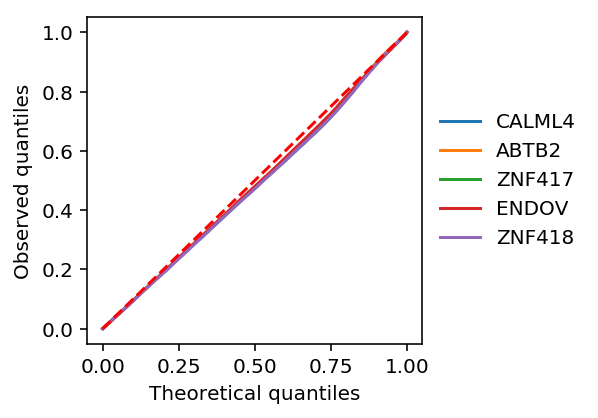 1.0
0.8
0.6
0.4
0.2
0.0
Observed quantiles
0.00 0.25 0.50 0.75 1.00
Theoretical quantiles
CALML4
ABTB2
ZNF417
ENDOV
ZNF418